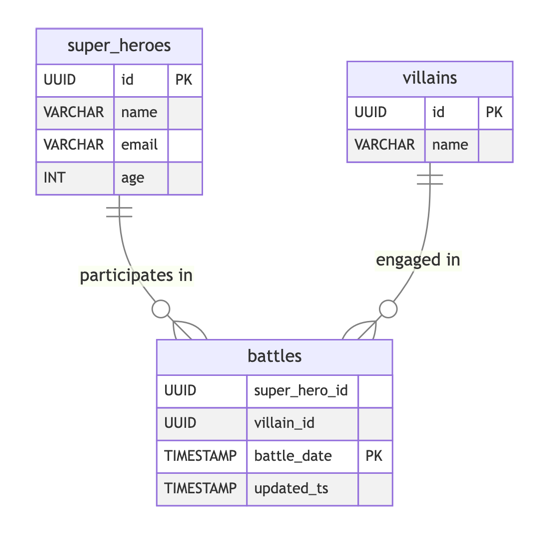 super_heroes
UUID id PK
VARCHAR name
VARCHAR email
INT age
villains
UUID id PK
VARCHAR name
participates in
engaged in
battles
UUID super_hero_id
UUID villain_id
TIMESTAMP battle_date PK
TIMESTAMP updated_ts